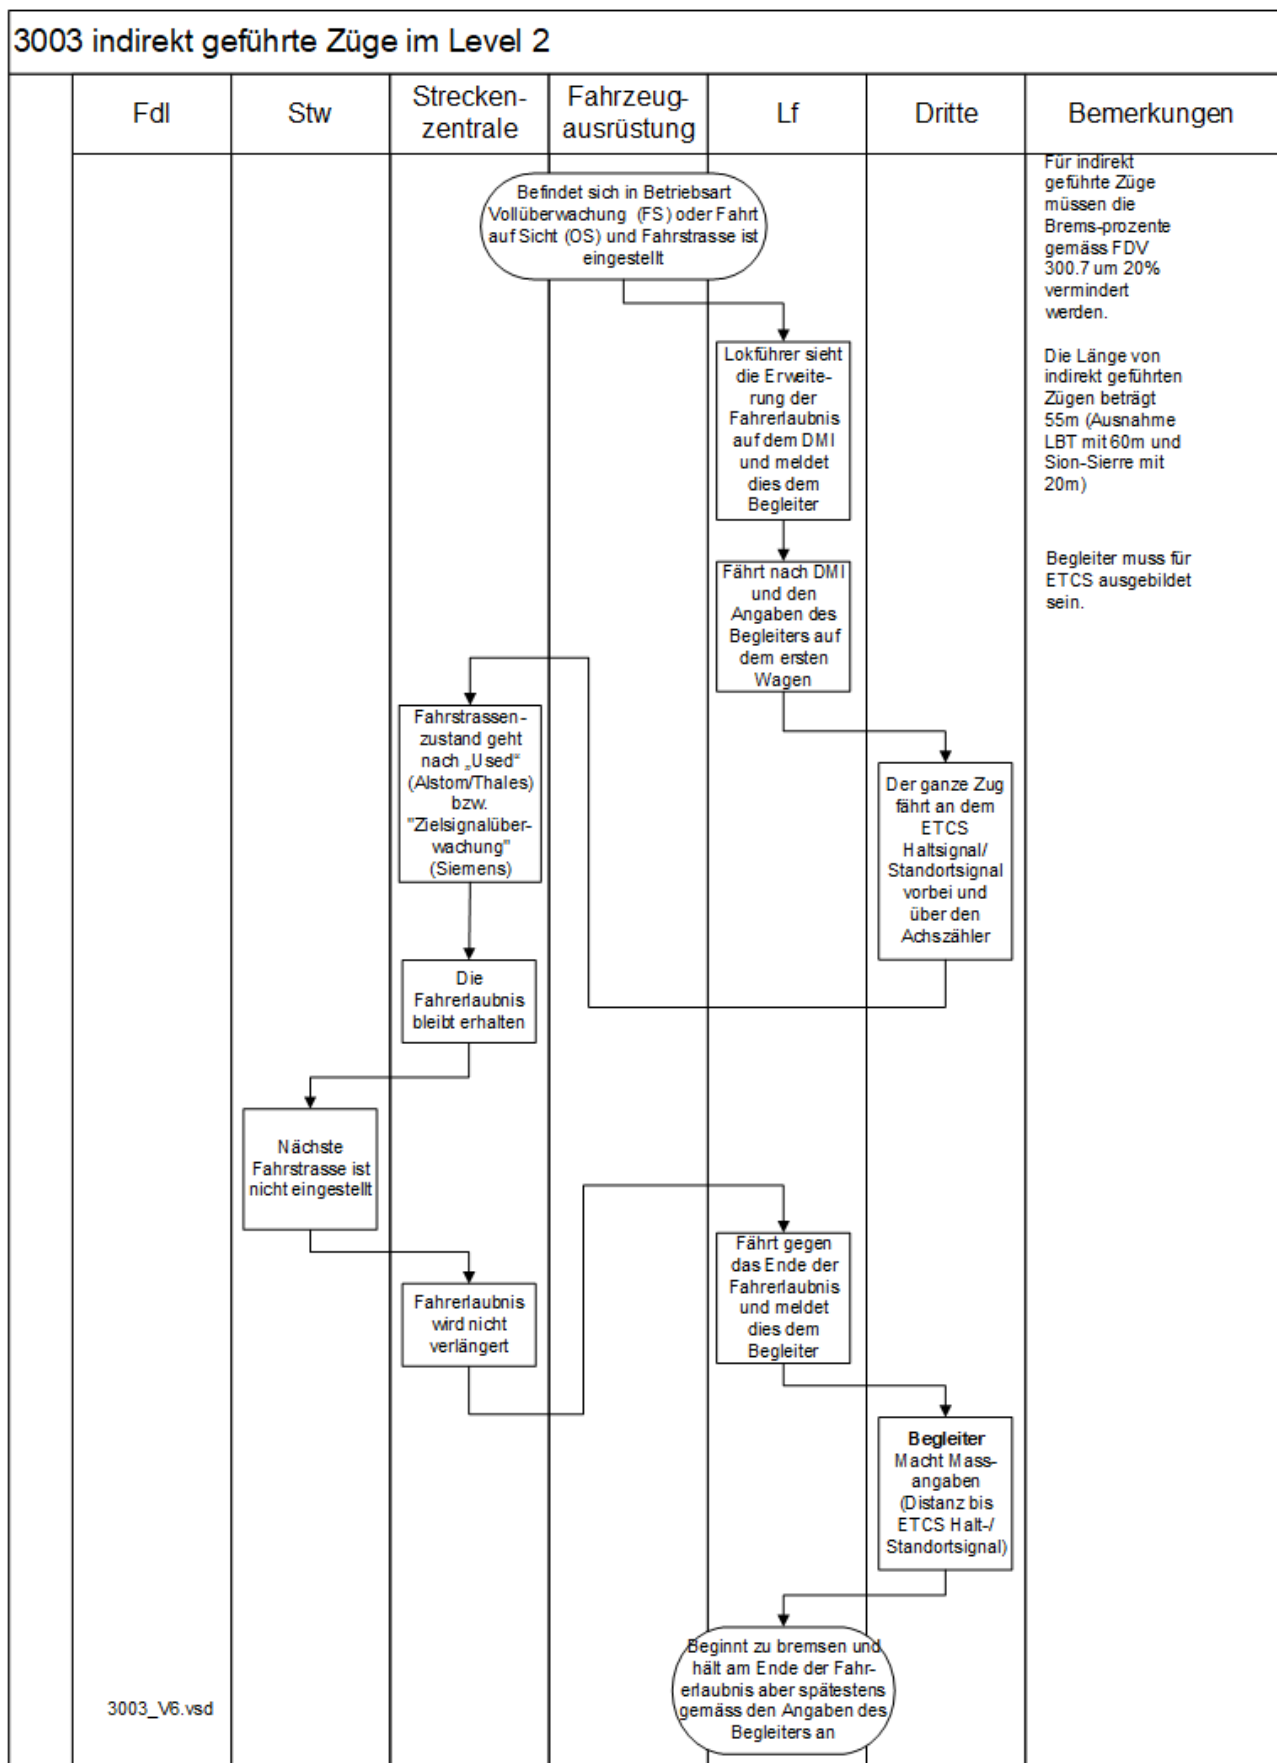 3003 indirekt geführte Züge im Level 2
Fdl
Stw
Strecken-
zentrale
Fahrzeug-
ausrüstung
Lf
Dritte
Bemerkungen
Befindet sich in Betriebsart
Vollüberwachung (FS) oder Fahrt
auf Sicht (OS) und Fahrstrasse ist
eingestellt
Für indirekt
geführte Züge
müssen die
Brems-prozente
gemäss FDV
300.7 um 20%
vermindert
werden.
Die Länge von
indirekt geführten
Zügen beträgt
55m (Ausnahme
LBT mit 60m und
Sion-Sierre mit
20m)
Begleiter muss für
ETCS ausgebildet
sein.
Lokführer sieht
die Erweite-
rung der
Fahrerlaubnis
auf dem DMI
und meldet
dies dem
Begleiter
Fährt nach DMI
und den
Angaben des
Begleiters auf
dem ersten
Wagen
Der ganze Zug
fährt an dem
ETCS
Haltsignal/
Standortsignal
vorbei und
über den
Achszähler
Fahrstrassen-
zustand geht
nach „Used“
(Alstom/Thales)
bzw.
"Zielsignalüber-
wachung"
(Siemens)
Die
Fahrerlaubnis
bleibt erhalten
Nächste
Fahrstrasse ist
nicht eingestellt
Fahrerlaubnis
wird nicht
verlängert
Fährt gegen
das Ende der
Fahrerlaubnis
und meldet
dies dem
Begleiter
Begleiter
Macht Mass-
angaben
(Distanz bis
ETCS Halt-/
Standortsignal)
Beginnt zu bremsen und
hält am Ende der Fahr-
erlaubnis aber spätestens
gemäss den Angaben des
Begleiters an
3003_V6.vsd